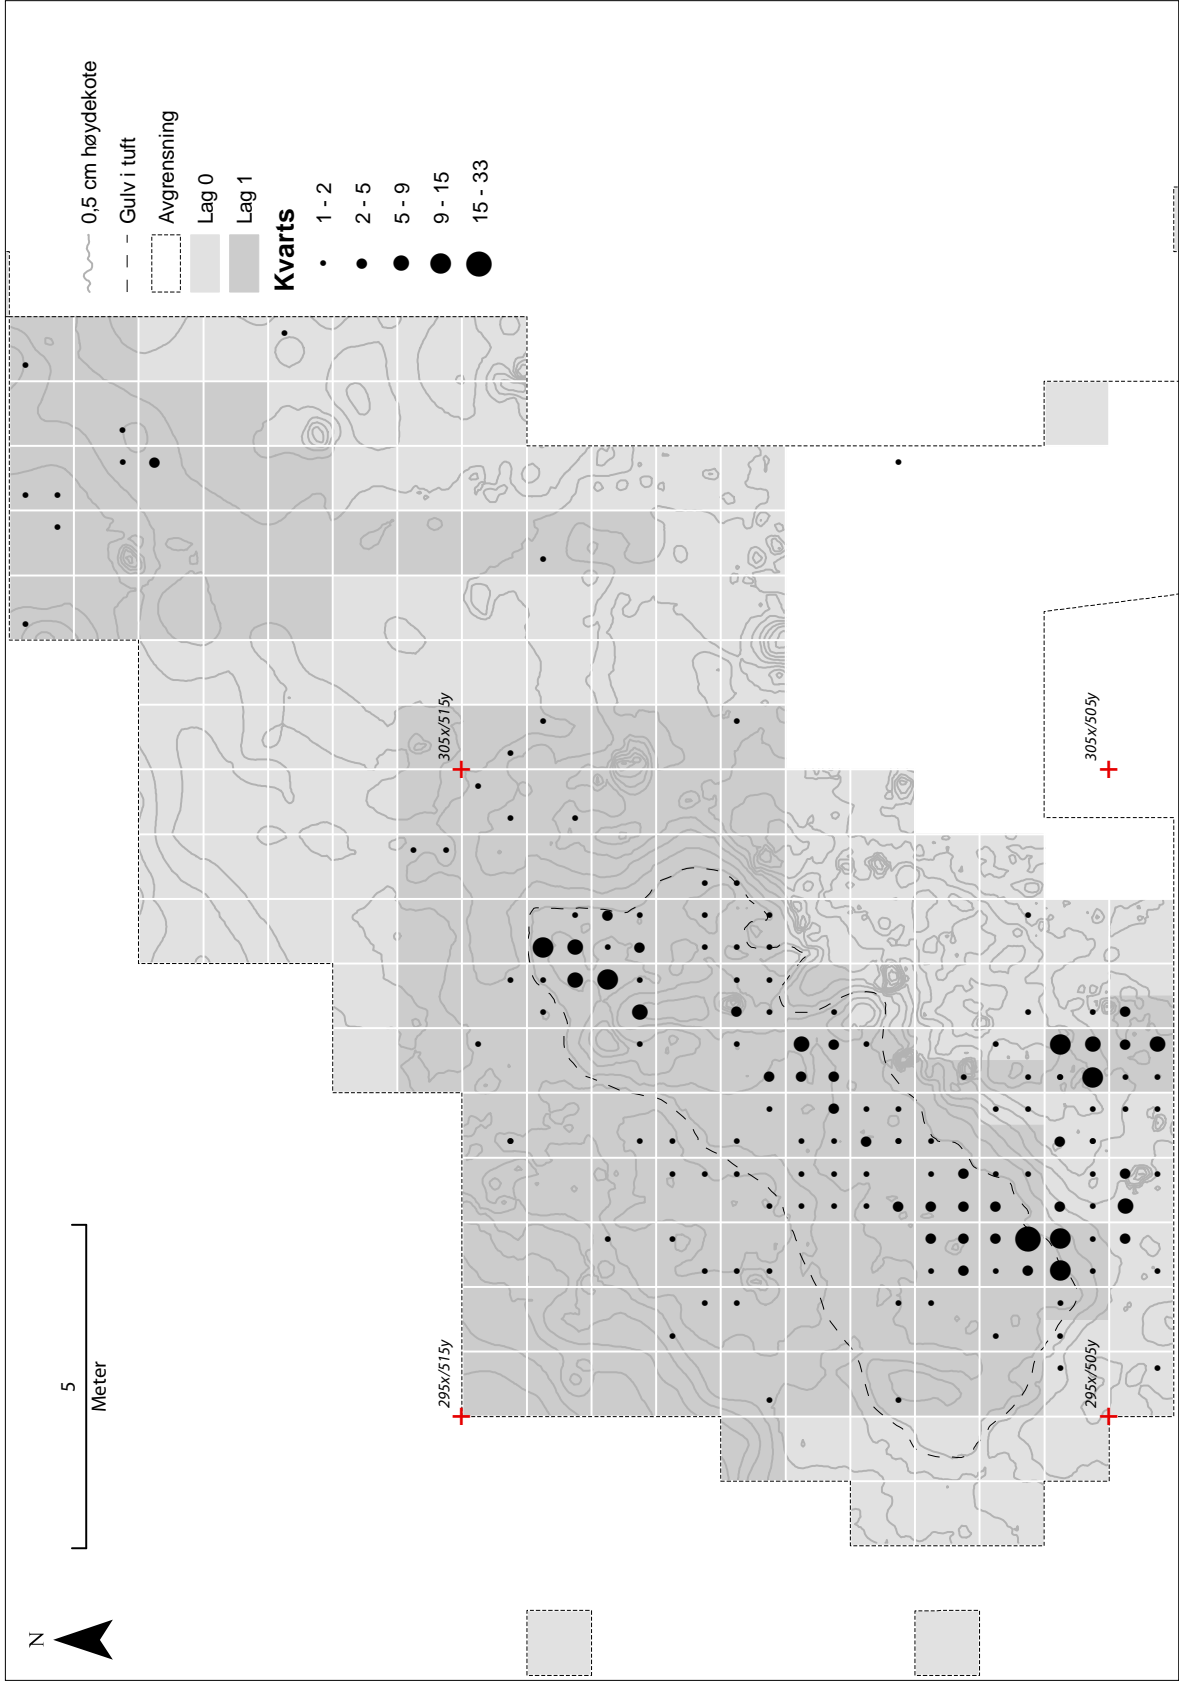 0,5 cm høydekote
Gulv i tuft
Avgrensning
Lag 0
Lag 1
Kvarts
1 - 2
2 - 5
5 - 9
9 - 15
15 - 33
305x/515y
305x/505y
295x/515y
295x/505y
5
Meter
N